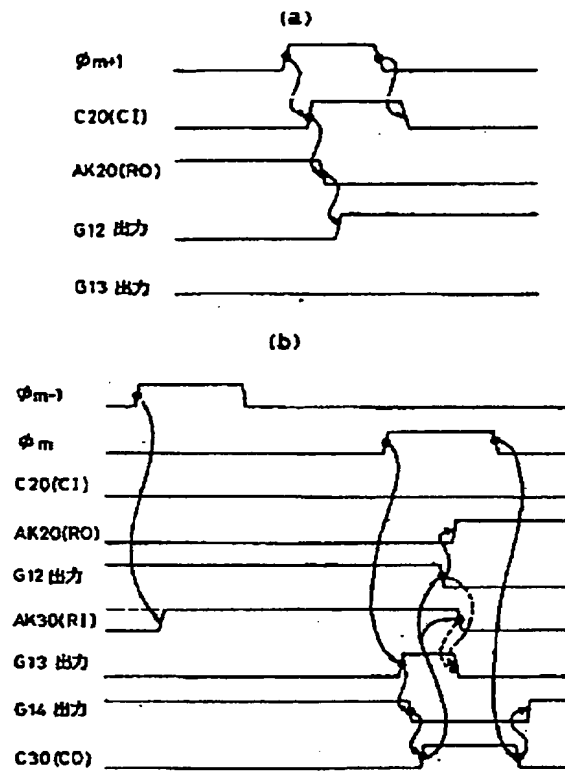 (a)
φm+1
C20(CI)
AK20(RO)
G12 出力
G13 出力
(b)
φm-1
φm
C20(CI)
AK20(RO)
G12 出力
AK30(RI)
G13 出力
G14 出力
C30(CO)